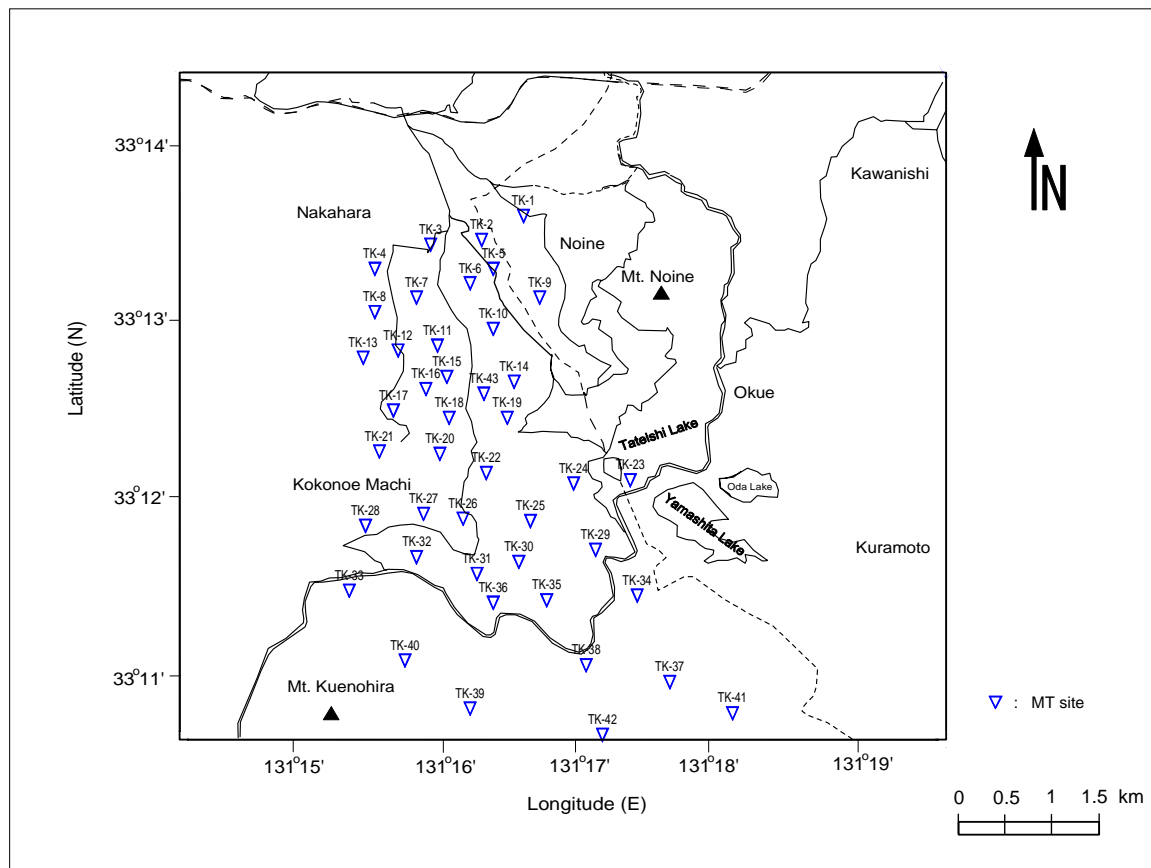 33°14'
Kawanishi
N
Nakahara
TK-1
TK-2
TK-3
Noine
TK-4
TK-5
TK-6
Mt. Noine
TK-7
TK-9
TK-8
33°13'
TK-10
TK-11
TK-12
TK-13
TK-15
TK-14
TK-16
TK-43
Okue
TK-17
TK-18
TK-19
Tateishi Lake
TK-21
TK-20
TK-22
TK-24
TK-23
Kokonoe Machi
Oda Lake
33°12'
TK-27
TK-26
TK-25
Yamashita Lake
TK-28
TK-29
Kuramoto
TK-32
TK-31
TK-30
TK-33
TK-36
TK-35
TK-34
TK-40
TK-38
33°11'
TK-37
Mt. Kuenohira
TK-39
TK-41
: MT site
TK-42
Latitude (N)
131°15'
131°16'
131°17'
131°18'
131°19'
Longitude (E)
0 0.5 1 1.5 km